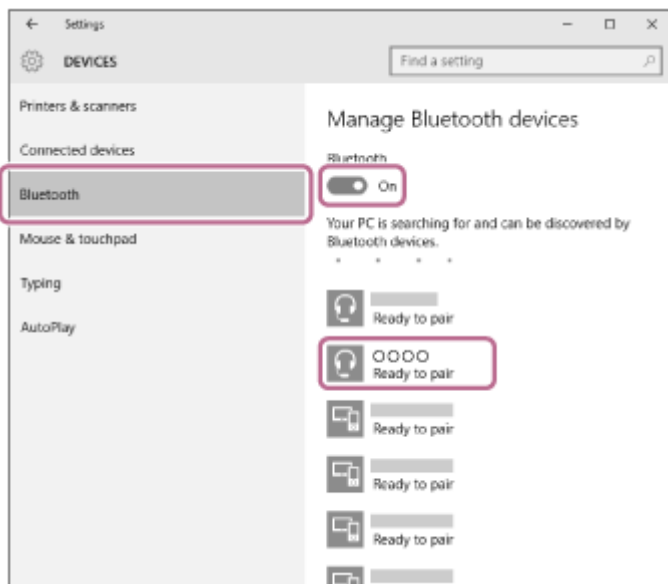 Settings
DEVICES
Find a setting
Printers & scanners
Connected devices
Bluetooth
Mouse & touchpad
Typing
AutoPlay
Manage Bluetooth devices
Bluetooth
On
Your PC is searching for and can be discovered by
Bluetooth devices.
Ready to pair
OOOO
Ready to pair
Ready to pair
Ready to pair
Ready to pair